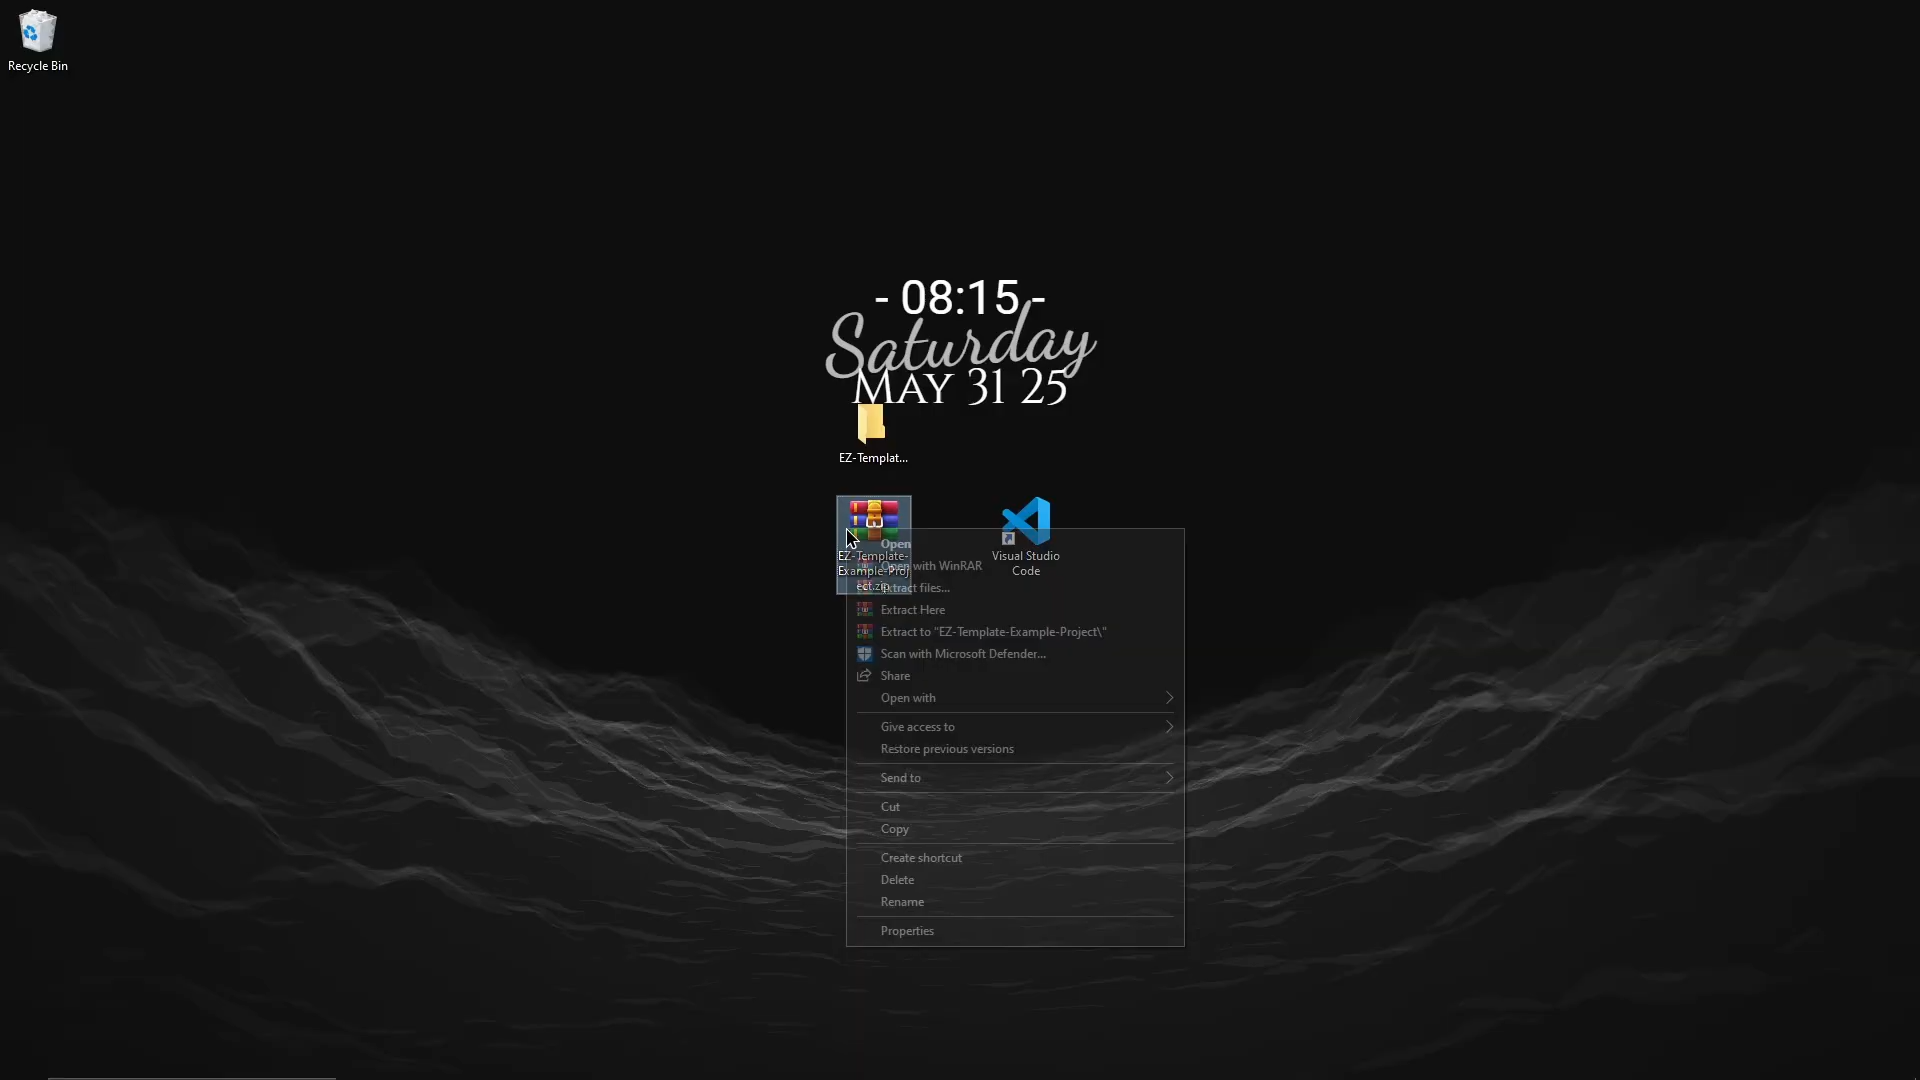 Recycle Bin
- 08:15 -
Saturday
MAY 31 25
EZ-Templat...
EZ-Template-
Example-Proj
ect.zip
Visual Studio
Code
Open
Open with WinRAR
Extract files...
Extract Here
Extract to "EZ-Template-Example-Project\"
Scan with Microsoft Defender...
Share
Open with
Give access to
Restore previous versions
Send to
Cut
Copy
Create shortcut
Delete
Rename
Properties